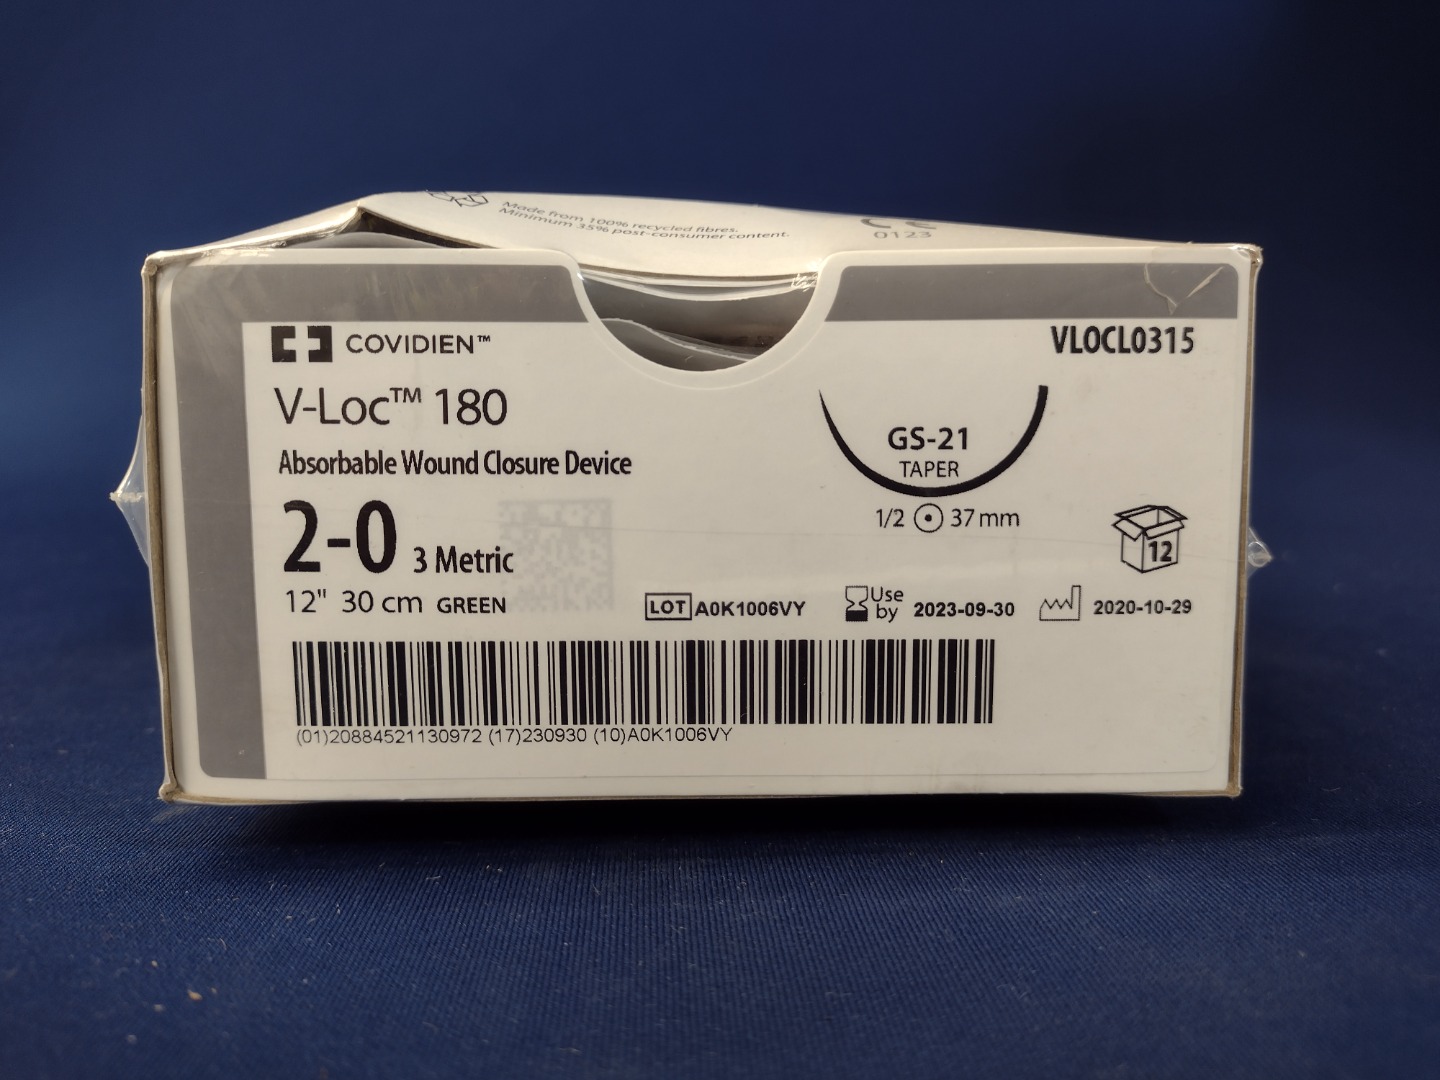 Made from 100% recycled fibres.
Minimum 35% post-consumer content.
CE
0123
COVIDIEN™
VLOCL0315
V-Loc™ 180
Absorbable Wound Closure Device
GS-21
TAPER
2-0 3 Metric
1/2 37 mm
12
12" 30 cm GREEN
LOT A0K1006VY
Use by 2023-09-30
2020-10-29
(01)20884521130972 (17)230930 (10)A0K1006VY